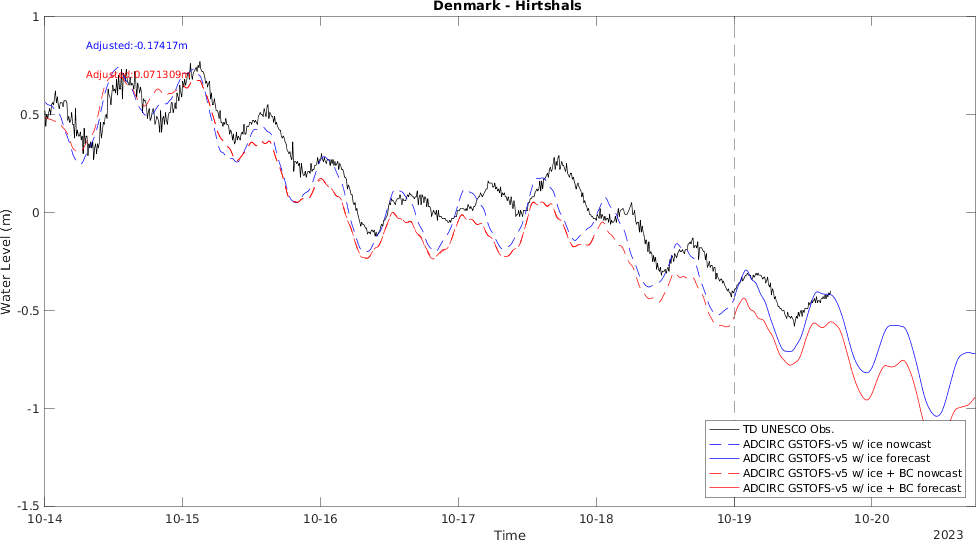 Denmark - Hirtshals
Adjusted:-0.17417m
Adjusted:0.071309m
Water Level (m)
1
0.5
0
-0.5
-1
-1.5
TD UNESCO Obs.
ADCIRC GSTOFS-v5 w/ ice nowcast
ADCIRC GSTOFS-v5 w/ ice forecast
ADCIRC GSTOFS-v5 w/ ice + BC nowcast
ADCIRC GSTOFS-v5 w/ ice + BC forecast
10-14 10-15 10-16 10-17 10-18 10-19 10-20
Time
2023